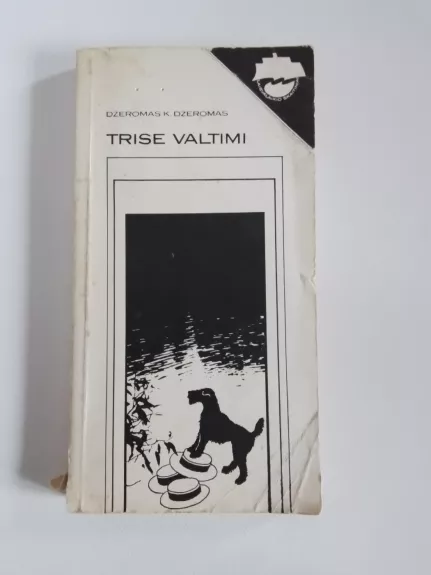 DŽEROMAS K. DŽEROMAS
TRISE VALTIMI